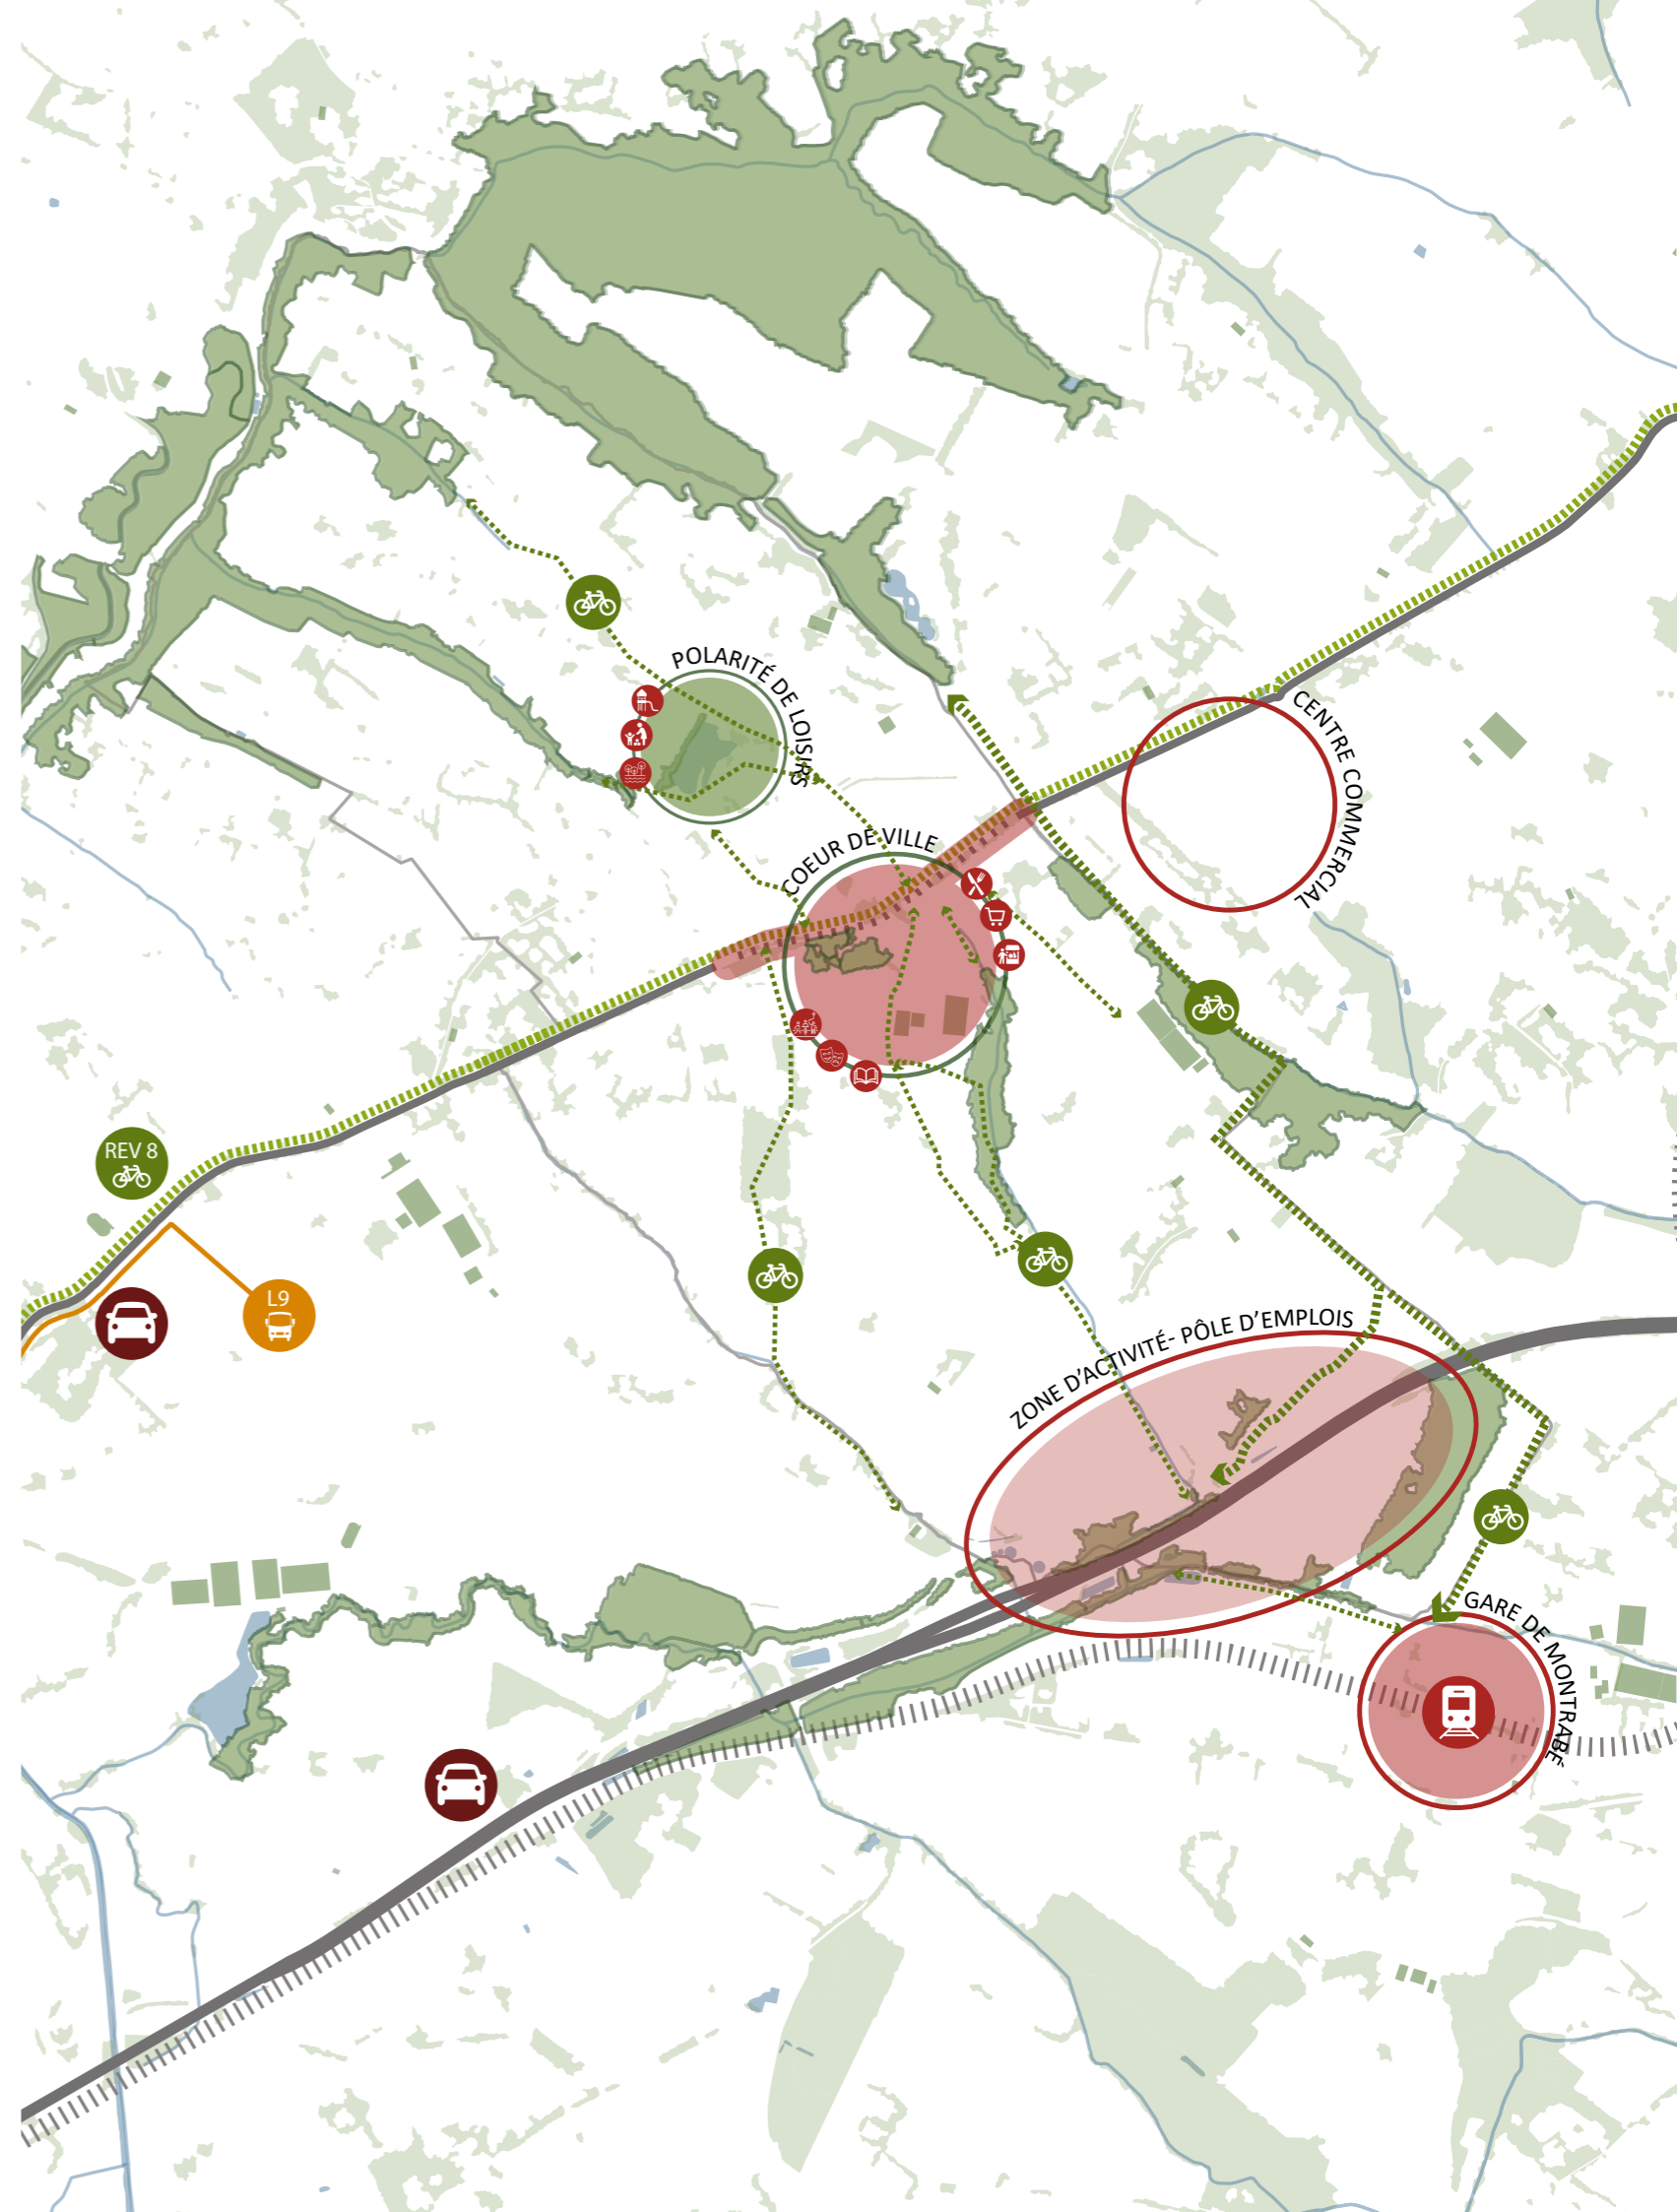 POLARITÉ DE LOISIRS
CENTRE COMMERCIAL
COEUR DE VILLE
REV 8
L9
ZONE D'ACTIVITÉ- PÔLE D'EMPLOIS
GARE DE MONTRABÉ